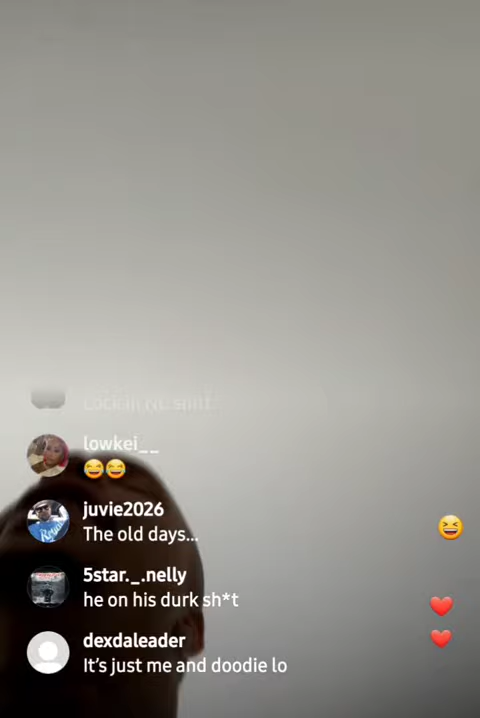 lowkei__
😂😂
juvie2026
The old days...
5star._.nelly
he on his durk sh*t
dexdaleader
It's just me and doodie lo